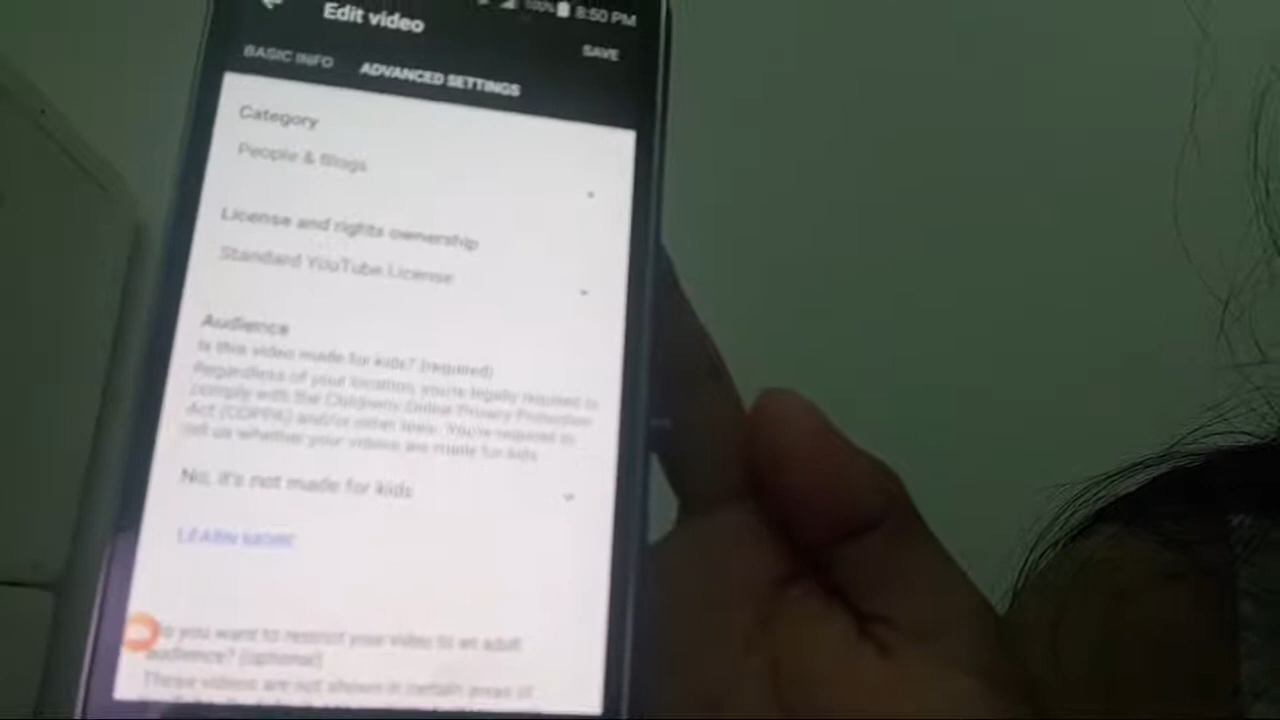 100% 8:50 PM
Edit video
SAVE
BASIC INFO ADVANCED SETTINGS
Category
People & Blogs
License and rights ownership
Standard YouTube License
Audience
Is this video made for kids? (required)
Regardless of your location, you're legally required to
comply with the Children's Online Privacy Protection
Act (COPPA) and/or other laws. You're required to
tell us whether your videos are made for kids
No, it's not made for kids
LEARN MORE
you want to restrict your video to an adult
audience? (optional)
These videos are not shown in certain areas of